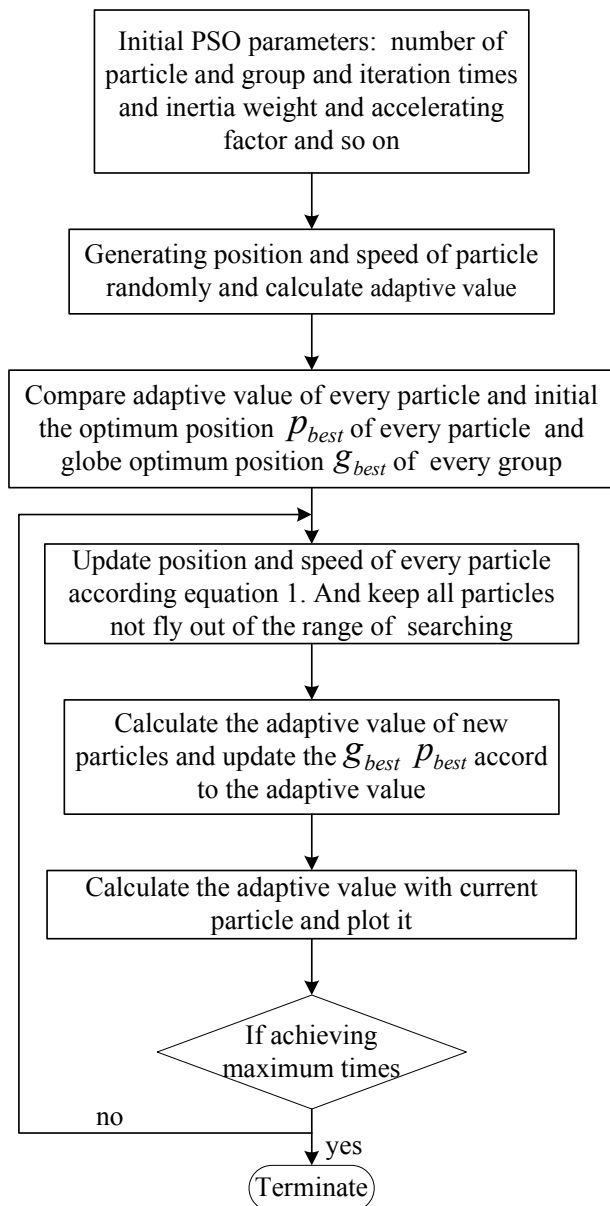 Initial PSO parameters:  number of
particle and group and iteration times
and inertia weight and accelerating
factor and so on
Generating position and speed of particle
randomly and calculate adaptive value
Compare adaptive value of every particle and initial
the optimum position p_best of every particle and
globe optimum position g_best of every group
Update position and speed of every particle
according equation 1. And keep all particles
not fly out of the range of searching
Calculate the adaptive value of new
particles and update the g_best p_best accord
to the adaptive value
Calculate the adaptive value with current
particle and plot it
If achieving
maximum times
no
yes
Terminate